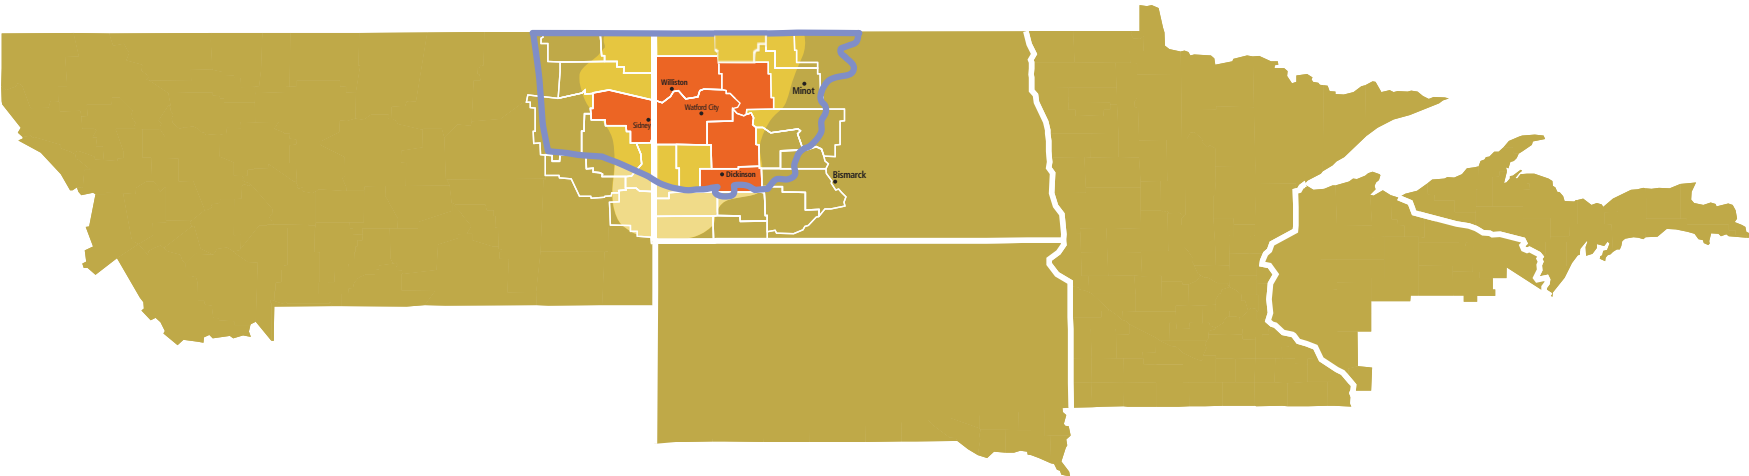 Williston
Minot
Watford City
Sidney
Dickinson
Bismarck